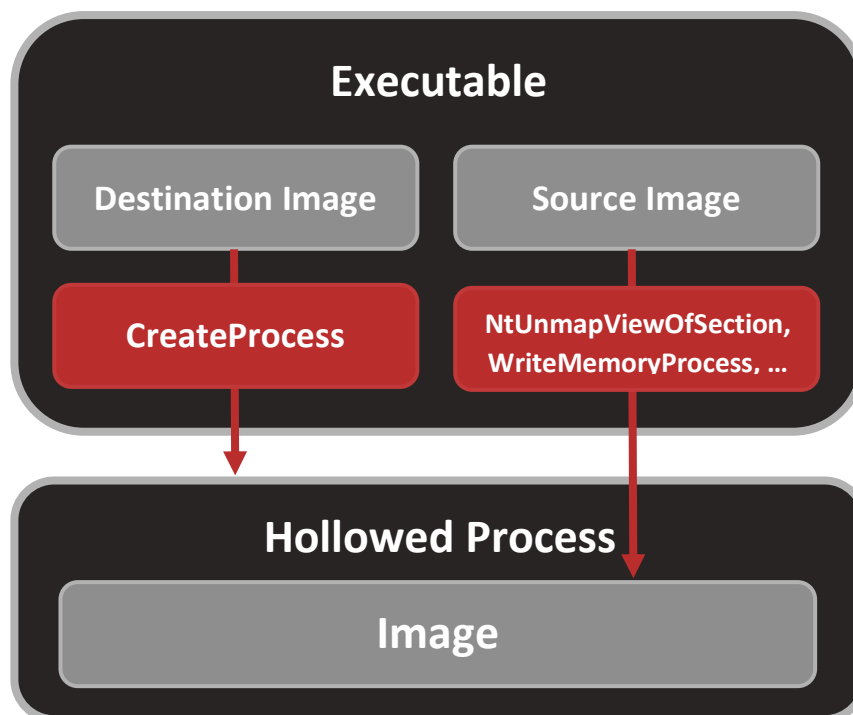 Executable
Destination Image
Source Image
CreateProcess
NtUnmapViewOfSection,
WriteMemoryProcess, ...
Hollowed Process
Image